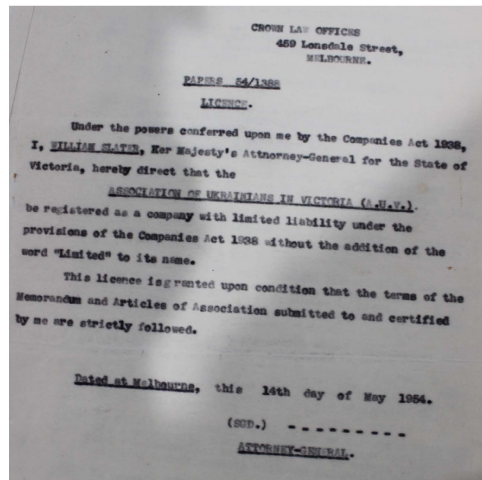 CROWN LAW OFFICES
459 Lonsdale Street,
MELBOURNE.
PAPERS 54/1388
LICENCE.
Under the powers conferred upon me by the Companies Act 1938,
I, WILLIAM SLATER, Her Majesty's Attnorney-General for the State of
Victoria, hereby direct that the
ASSOCIATION OF UKRAINIANS IN VICTORIA (A.U.V.).
be registered as a company with limited liability under the
provisions of the Companies Act 1938 without the addition of the
word "Limited" to its name.
This licence isgranted upon condition that the terms of the
Memorandum and Articles of Association submitted to and certified
by me are strictly followed.
Dated at Melbourne, this 14th day of May 1954.
(SGD.) - - - - - - - - -
ATTORNEY-GENERAL.